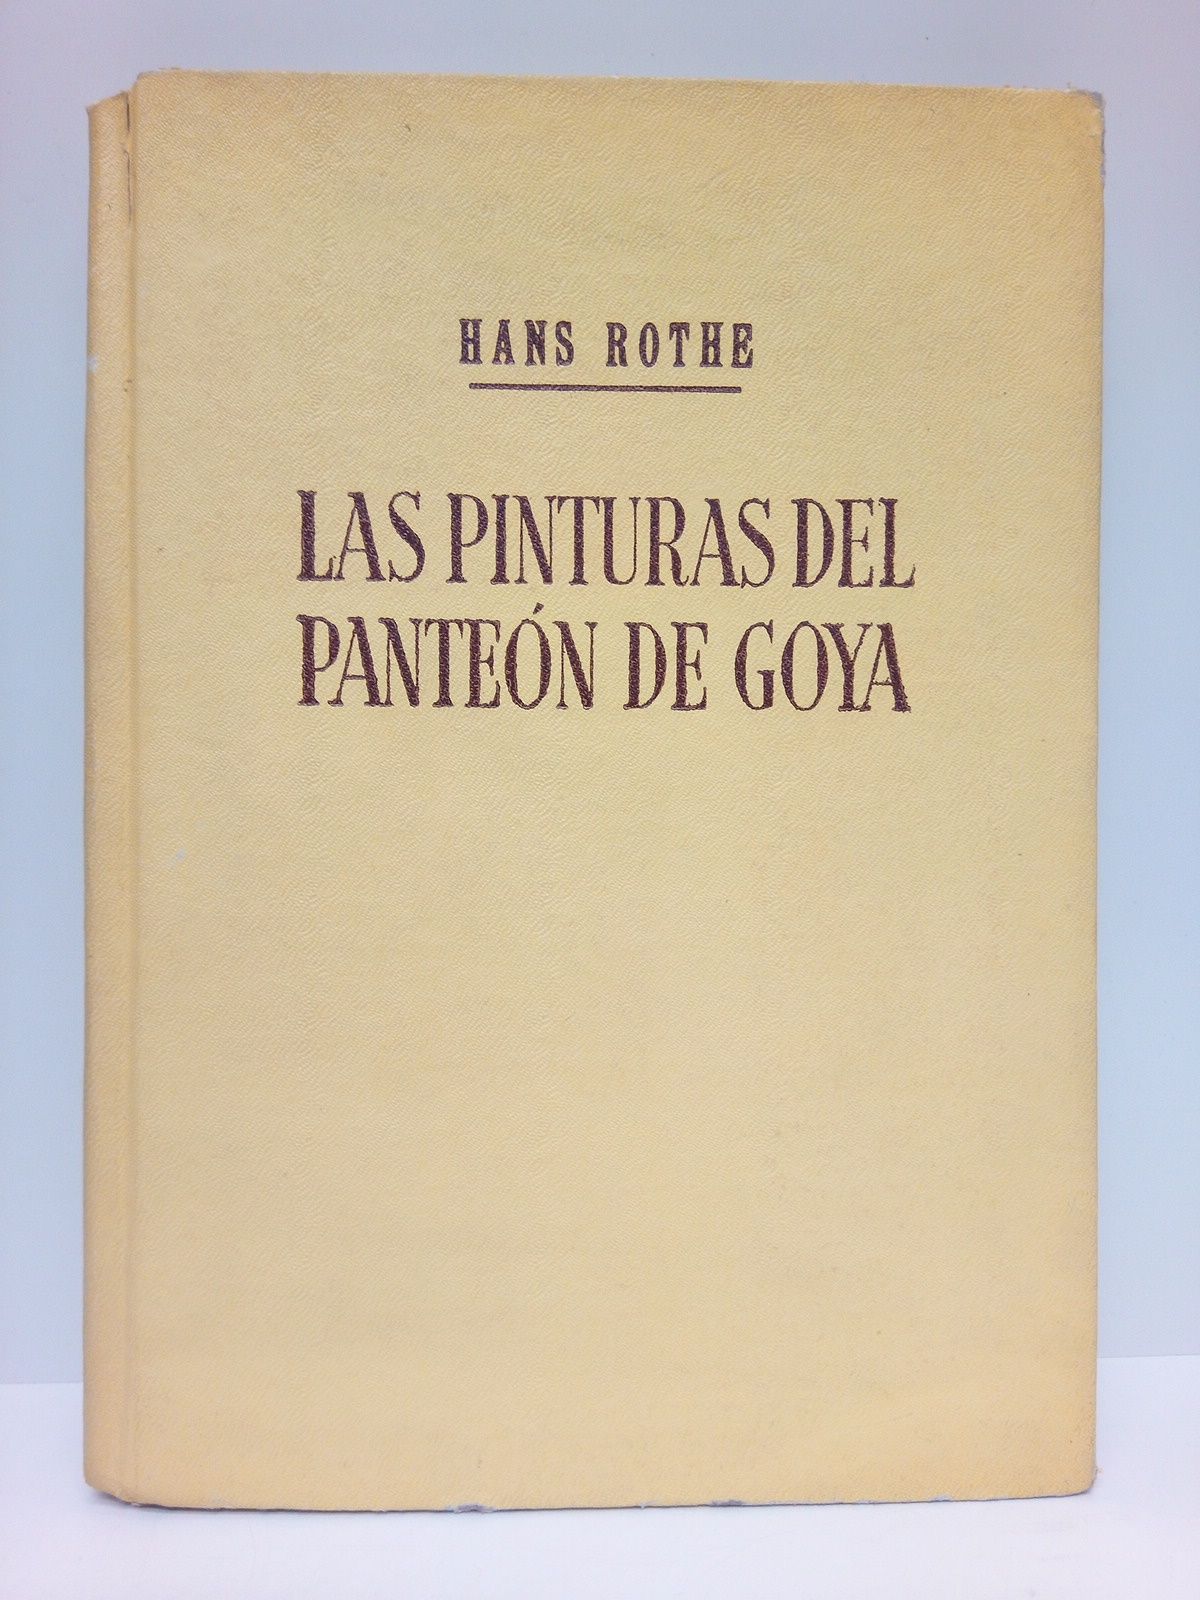 HANS ROTHE
LAS PINTURAS DEL
PANTEÓN DE GOYA